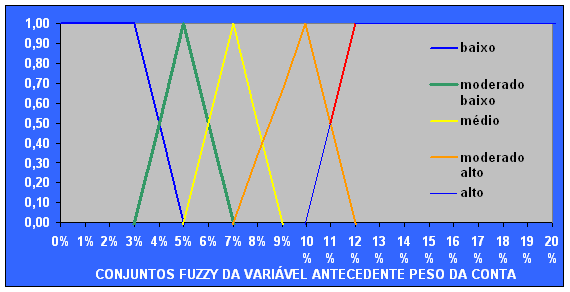 1,00
0,90
0,80
0,70
0,60
0,50
0,40
0,30
0,20
0,10
0,00
0% 1% 2% 3% 4% 5% 6% 7% 8% 9% 10 % 11 % 12 % 13 % 14 % 15 % 16 % 17 % 18 % 19 % 20 %
baixo
moderado
baixo
médio
moderado
alto
alto
CONJUNTOS FUZZY DA VARIÁVEL ANTECEDENTE PESO DA CONTA